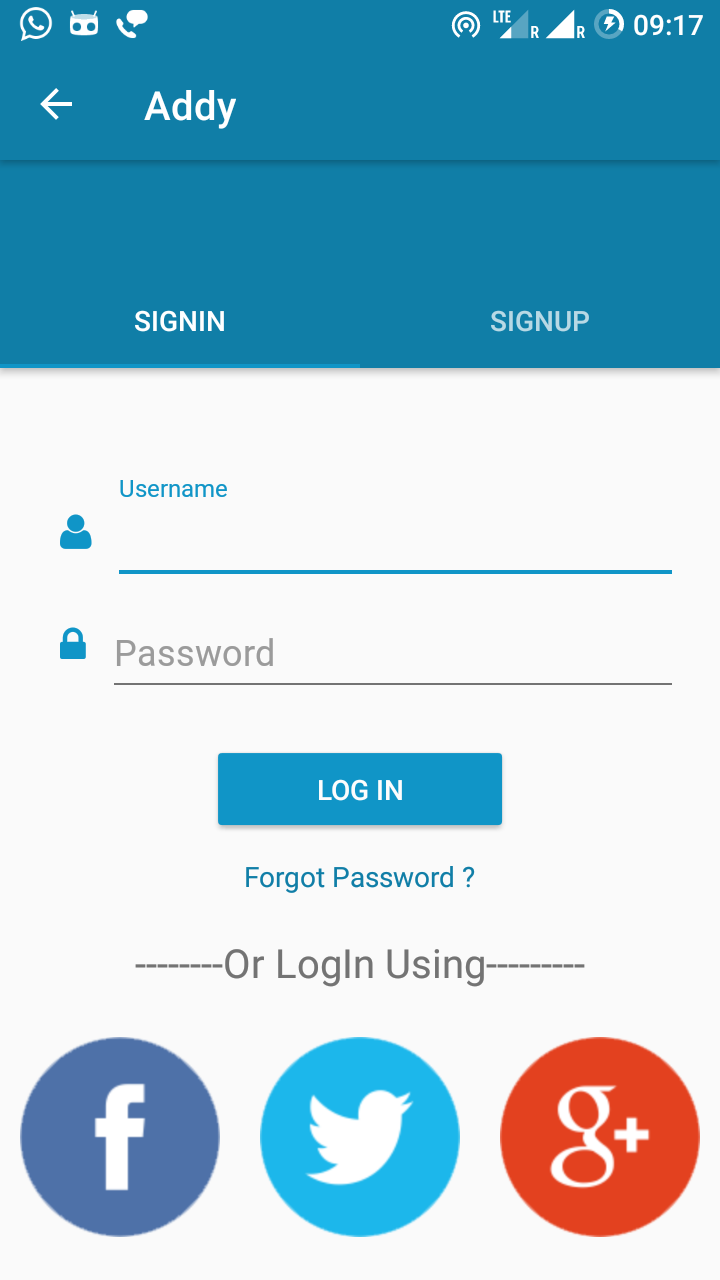 LTE R R 09:17
Addy
SIGNIN SIGNUP
Username
Password
LOG IN
Forgot Password ?
--------Or LogIn Using---------
f g+